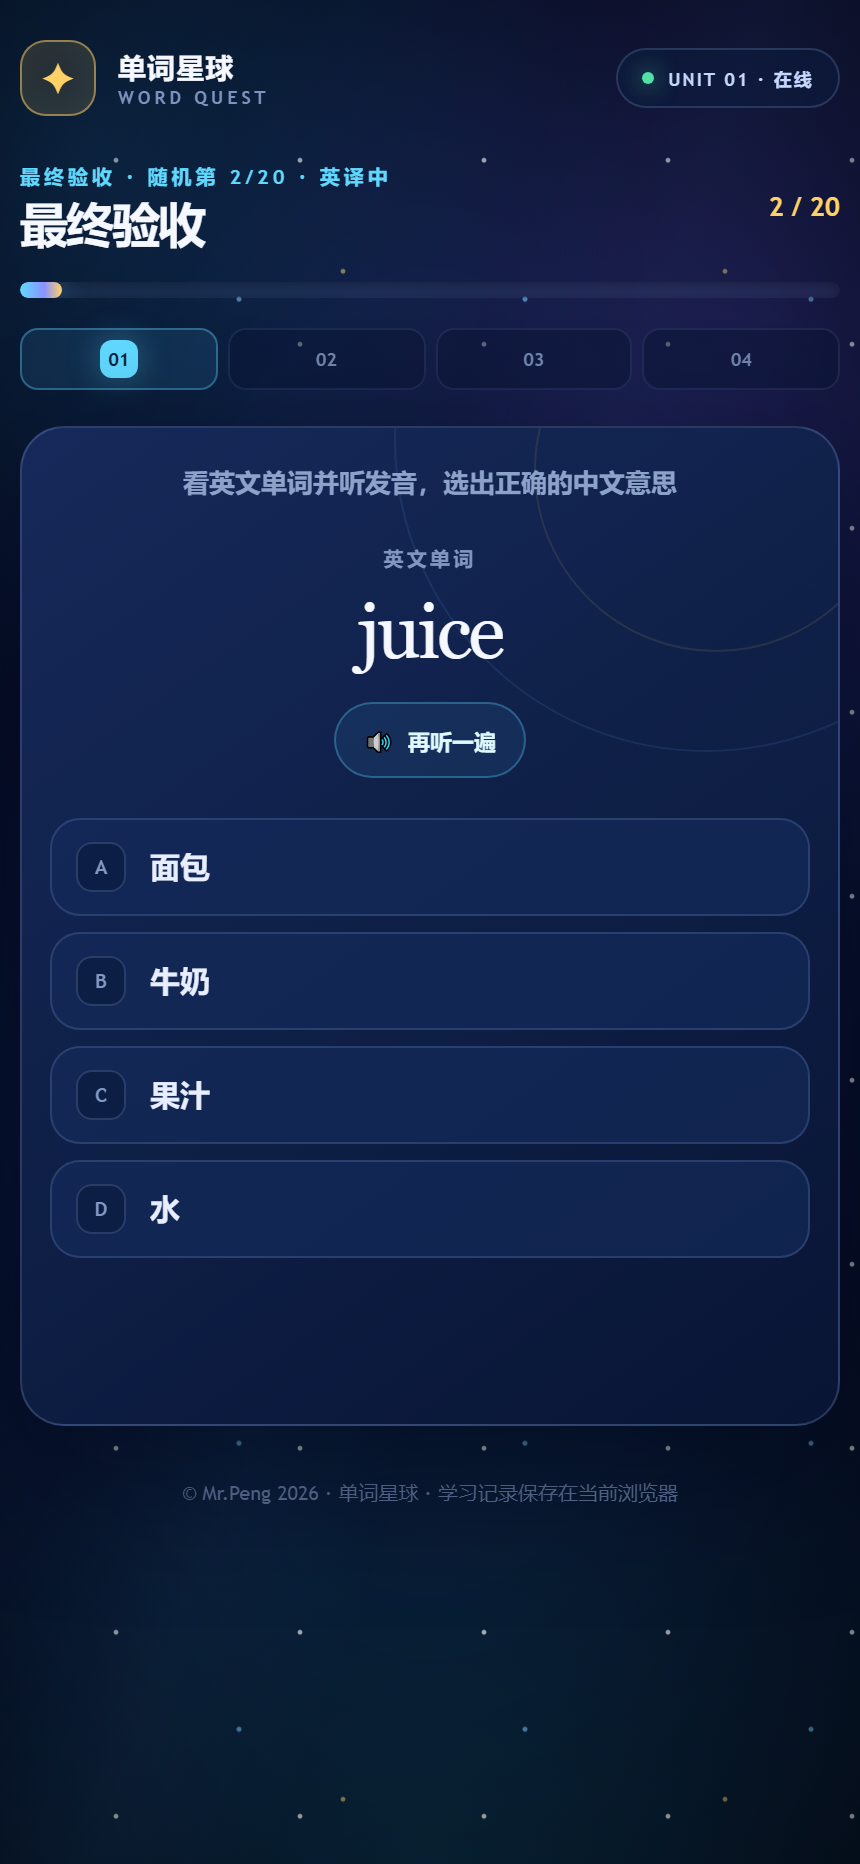 单词星球
WORD QUEST
UNIT 01 · 在线
最终验收 · 随机第 2/20 · 英译中
最终验收
2 / 20
01
02
03
04
看英文单词并听发音，选出正确的中文意思
英文单词
juice
再听一遍
A 面包
B 牛奶
C 果汁
D 水
© Mr.Peng 2026 · 单词星球 · 学习记录保存在当前浏览器